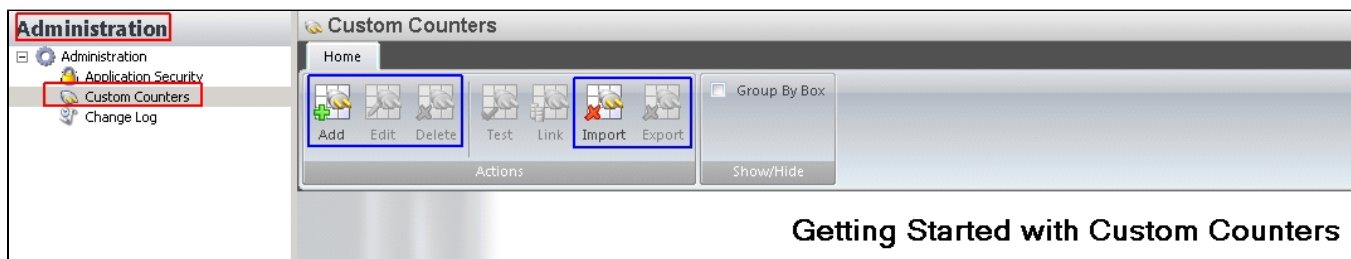 Administration
Administration
Application Security
Custom Counters
Change Log
Custom Counters
Home
Add Edit Delete Test Link Import Export
Actions
Group By Box
Show/Hide
Getting Started with Custom Counters